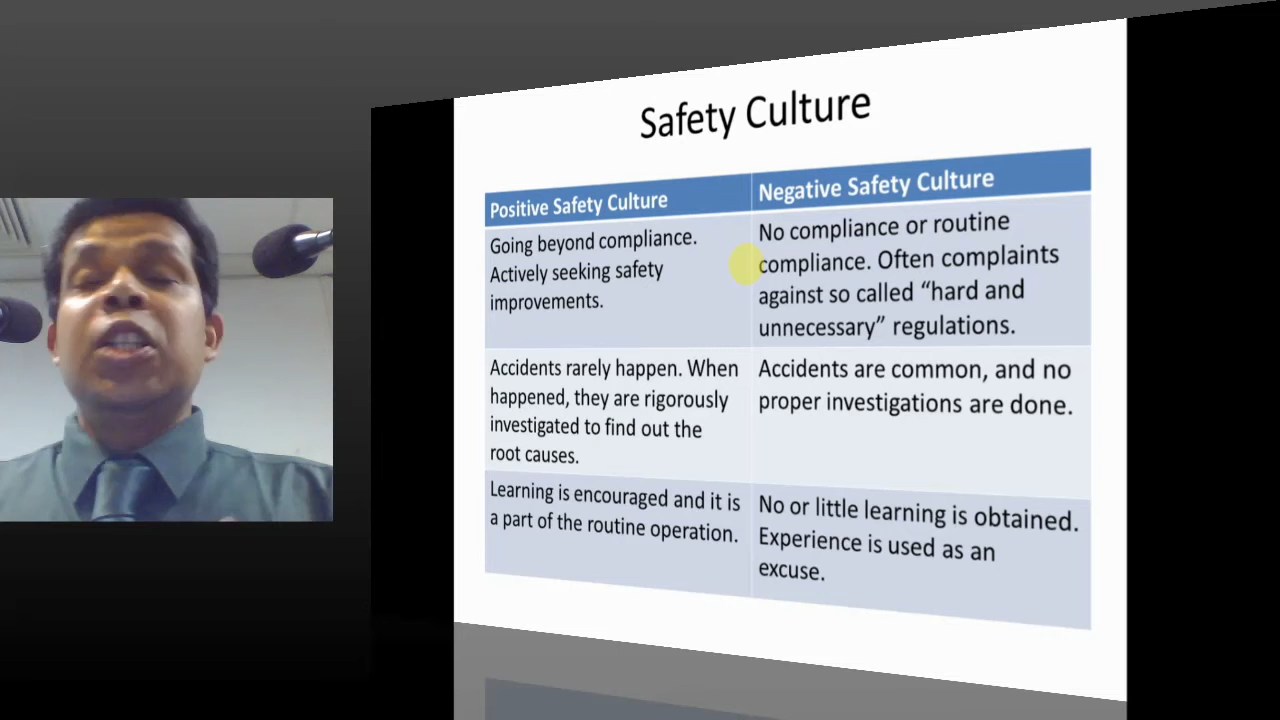 Safety Culture
Positive Safety Culture
Negative Safety Culture
Going beyond compliance.
Actively seeking safety
improvements.
No compliance or routine
compliance. Often complaints
against so called “hard and
unnecessary” regulations.
Accidents rarely happen. When
happened, they are rigorously
investigated to find out the
root causes.
Accidents are common, and no
proper investigations are done.
Learning is encouraged and it is
a part of the routine operation.
No or little learning is obtained.
Experience is used as an
excuse.